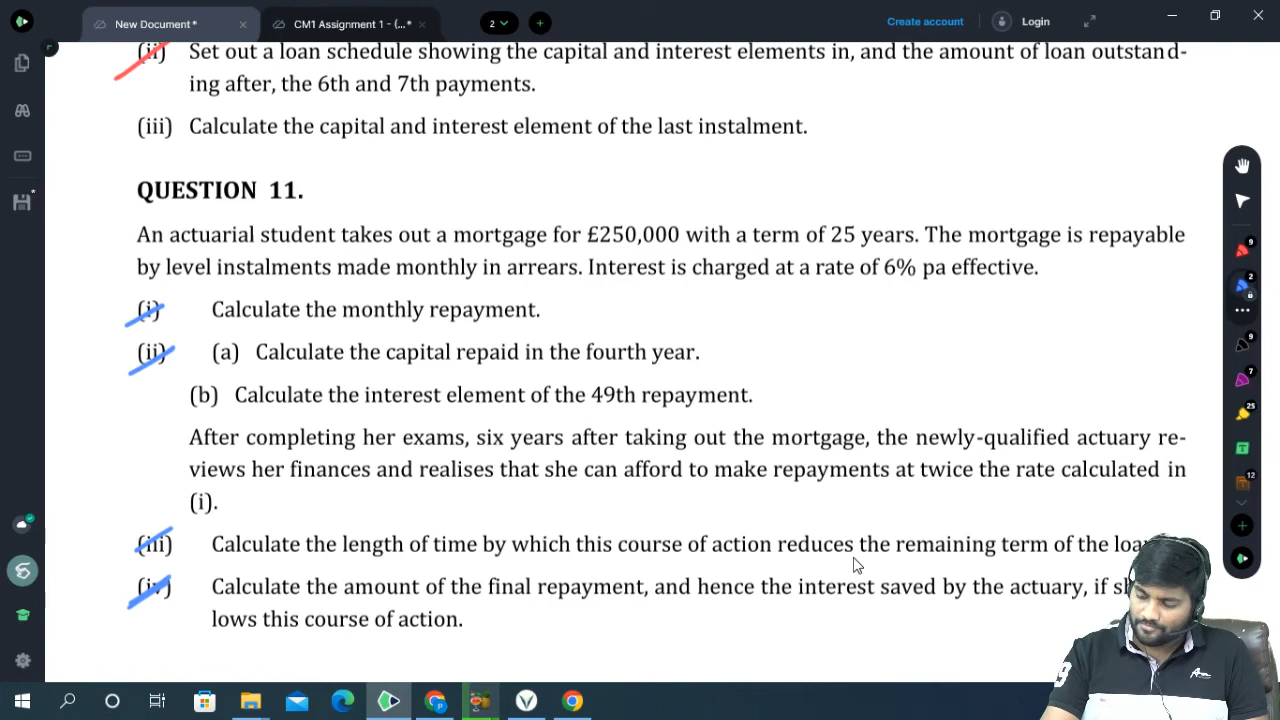 New Document*
CM1 Assignment 1 - (...*
2
Create account
Login
(ii) Set out a loan schedule showing the capital and interest elements in, and the amount of loan outstand-
ing after, the 6th and 7th payments.
(iii) Calculate the capital and interest element of the last instalment.
QUESTION 11.
An actuarial student takes out a mortgage for £250,000 with a term of 25 years. The mortgage is repayable
by level instalments made monthly in arrears. Interest is charged at a rate of 6% pa effective.
(i) Calculate the monthly repayment.
(ii) (a) Calculate the capital repaid in the fourth year.
(b) Calculate the interest element of the 49th repayment.
After completing her exams, six years after taking out the mortgage, the newly-qualified actuary re-
views her finances and realises that she can afford to make repayments at twice the rate calculated in
(i).
(iii) Calculate the length of time by which this course of action reduces the remaining term of the
(iv) Calculate the amount of the final repayment, and hence the interest saved by the actuary, if
lows this course of action.
9
2
9
7
25
12